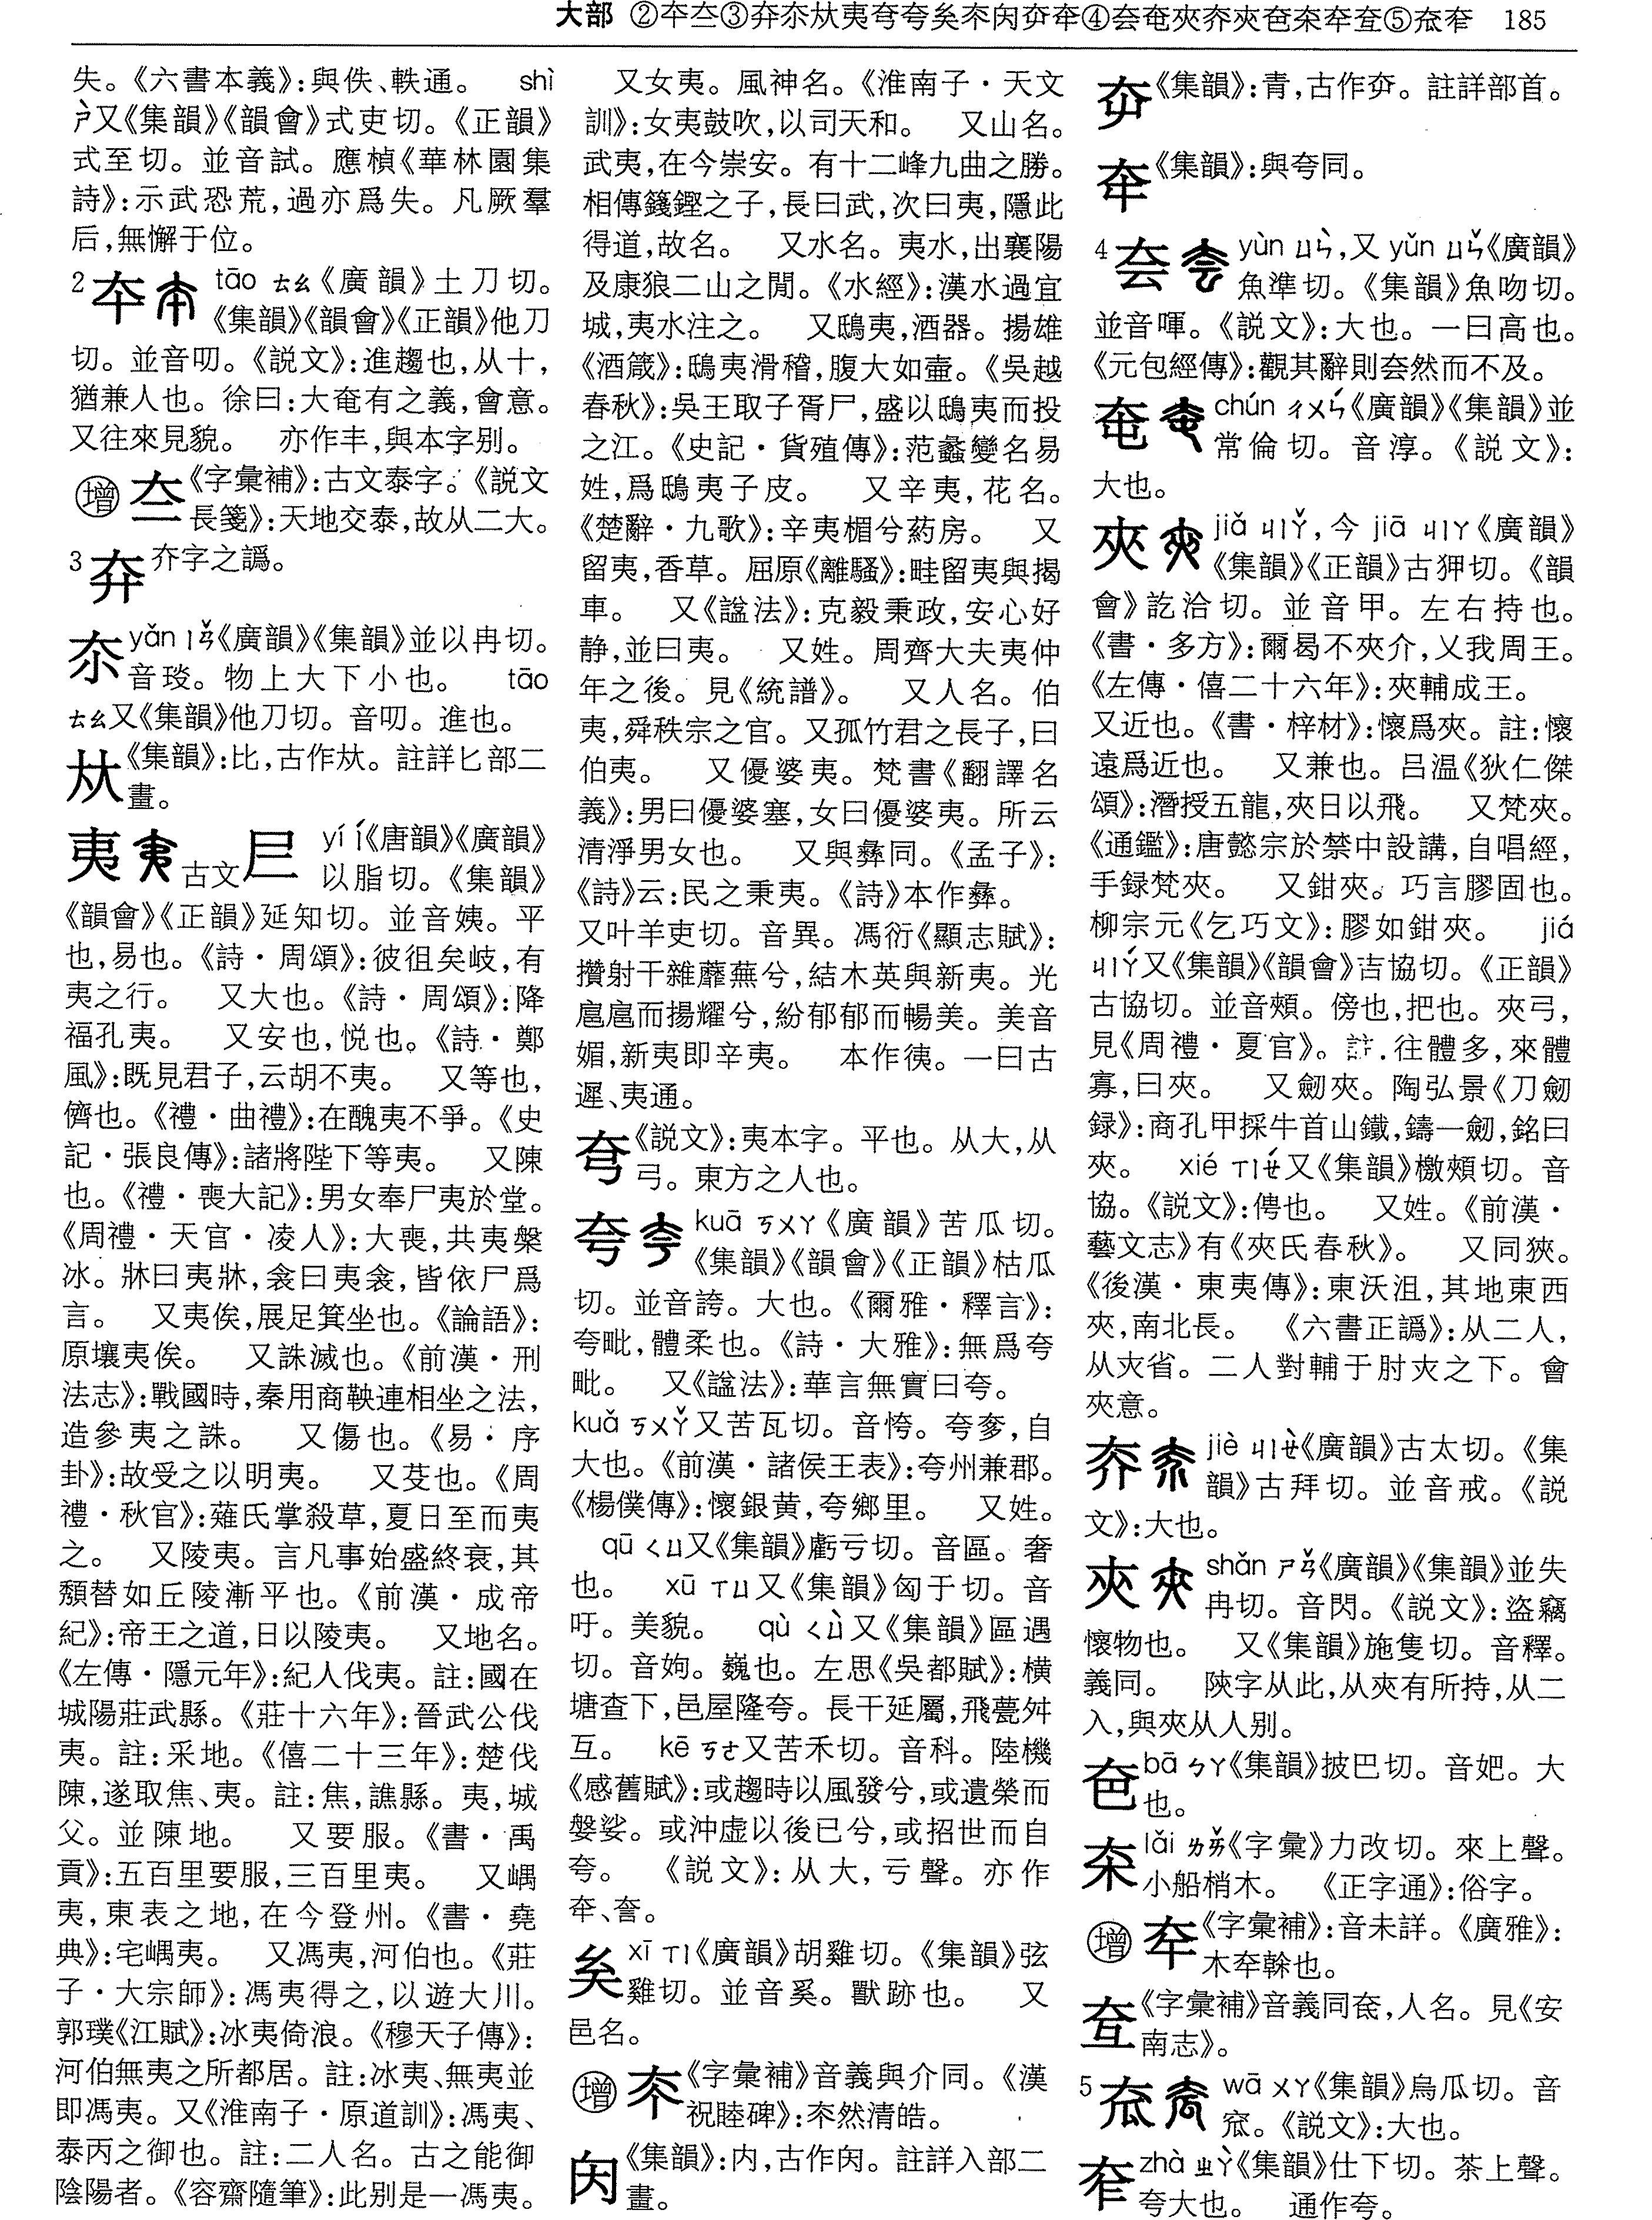 大部 ②夲夳③夰夵夶夷夸夸矣夲㕯夼牵④夽奄夾夰夾奆奀牵㚐⑤㼌奓 185
失。《六書本義》:與佚、軼通。 shì
ㄕ̀又《集韻》《韻會》式吏切。《正韻》
式至切。並音試。應楨《華林園集
詩》:示武恐荒,過亦爲失。凡厥羣
后,無懈于位。
2 夲 tāo ㄊㄠ《廣韻》土刀切。
《集韻》《韻會》《正韻》他刀
切。並音叨。《説文》:進趨也,从十,
猶兼人也。徐曰:大奄有之義,會意。
又往來見貌。 亦作丰,與本字别。
增 夳《字彙補》:古文泰字。《説文
長箋》:天地交泰,故从二大。
3 夰字之譌。
yǎn ㄧㄢˇ《廣韻》《集韻》並以冉切。
音琰。物上大下小也。 tāo
ㄊㄠ又《集韻》他刀切。音叨。進也。
夶《集韻》:比,古作夶。註詳匕部二
畫。
夷 古文𡰥 yí ㄧˊ《唐韻》《廣韻》
以脂切。《集韻》
《韻會》《正韻》延知切。並音姨。平
也,易也。《詩·周頌》:彼徂矣岐,有
夷之行。 又大也。《詩·周頌》:降
福孔夷。 又安也,悦也。《詩·鄭
風》:既見君子,云胡不夷。 又等也,
儕也。《禮·曲禮》:在醜夷不爭。《史
記·張良傳》:諸將陛下等夷。 又陳
也。《禮·喪大記》:男女奉尸夷於堂。
《周禮·天官·凌人》:大喪,共夷槃
冰。牀曰夷牀,衾曰夷衾,皆依尸爲
言。 又夷俟,展足箕坐也。《論語》:
原壤夷俟。 又誅滅也。《前漢·刑
法志》:戰國時,秦用商鞅連相坐之法,
造參夷之誅。 又傷也。《易·序
卦》:故受之以明夷。 又芟也。《周
禮·秋官》:薙氏掌殺草,夏日至而夷
之。 又陵夷。言凡事始盛終衰,其
頹替如丘陵漸平也。《前漢·成帝
紀》:帝王之道,日以陵夷。 又地名。
《左傳·隱元年》:紀人伐夷。註:國在
城陽莊武縣。《莊十六年》:晉武公伐
夷。註:采地。《僖二十三年》:楚伐
陳,遂取焦、夷。註:焦,譙縣。夷,城
父。並陳地。 又要服。《書·禹
貢》:五百里要服,三百里夷。 又嵎
夷,東表之地,在今登州。《書·堯
典》:宅嵎夷。 又馮夷,河伯也。《莊
子·大宗師》:馮夷得之,以遊大川。
郭璞《江賦》:冰夷倚浪。《穆天子傳》:
河伯無夷之所都居。註:冰夷、無夷並
即馮夷。又《淮南子·原道訓》:馮夷、
泰丙之御也。註:二人名。古之能御
陰陽者。《容齋隨筆》:此别是一馮夷。
又女夷。風神名。《淮南子·天文
訓》:女夷鼓吹,以司天和。 又山名。
武夷,在今崇安。有十二峰九曲之勝。
相傳籛鏗之子,長曰武,次曰夷,隱此
得道,故名。 又水名。夷水,出襄陽
及康狼二山之閒。《水經》:漢水過宜
城,夷水注之。 又鴟夷,酒器。揚雄
《酒箴》:鴟夷滑稽,腹大如壺。《吳越
春秋》:吳王取子胥尸,盛以鴟夷而投
之江。《史記·貨殖傳》:范蠡變名易
姓,爲鴟夷子皮。 又辛夷,花名。
《楚辭·九歌》:辛夷楣兮葯房。 又
留夷,香草。屈原《離騷》:畦留夷與揭
車。 又《謚法》:克毅秉政,安心好
静,並曰夷。 又姓。周齊大夫夷仲
年之後。見《統譜》。 又人名。伯
夷,舜秩宗之官。又孤竹君之長子,曰
伯夷。 又優婆夷。梵書《翻譯名
義》:男曰優婆塞,女曰優婆夷。所云
清淨男女也。 又與彝同。《孟子》:
《詩》云:民之秉夷。《詩》本作彝。
又叶羊吏切。音異。馮衍《顯志賦》:
攢射干雜蘼蕪兮,結木英與新夷。光
扈扈而揚耀兮,紛郁郁而暢美。美音
媚,新夷即辛夷。 本作㣻。一曰古
遲、夷通。
《説文》:夷本字。平也。从大,从
弓。東方之人也。
夸 kuā ㄎㄨㄚ《廣韻》苦瓜切。
《集韻》《韻會》《正韻》枯瓜
切。並音誇。大也。《爾雅·釋言》:
夸毗,體柔也。《詩·大雅》:無爲夸
毗。 又《謚法》:華言無實曰夸。
kuǎ ㄎㄨㄚˇ又苦瓦切。音恗。夸奓,自
大也。《前漢·諸侯王表》:夸州兼郡。
《楊僕傳》:懷銀黄,夸鄉里。 又姓。
qū ㄑㄩ又《集韻》虧亏切。音區。奢
也。 xū ㄒㄩ又《集韻》匈于切。音
吁。美貌。 qù ㄑㄩˋ又《集韻》區遇
切。音姁。巍也。左思《吳都賦》:横
塘查下,邑屋隆夸。長干延屬,飛甍舛
互。 kē ㄎㄜ又苦禾切。音科。陸機
《感舊賦》:或趨時以風發兮,或遺榮而
媻娑。或沖虚以後已兮,或招世而自
夸。 《説文》:从大,亏聲。亦作
xī ㄒㄧ《廣韻》胡雞切。《集韻》弦
雞切。並音奚。獸跡也。 又
邑名。
增 《字彙補》音義與介同。《漢
祝睦碑》:然清皓。
《集韻》:内,古作㕯。註詳入部二
畫。
《集韻》:青,古作。註詳部首。
《集韻》:與夸同。
4 夽 yùn ㄩㄣˋ,又 yǔn ㄩㄣˇ《廣韻》
魚準切。《集韻》魚吻切。
並音喗。《説文》:大也。一曰高也。
《元包經傳》:觀其辭則夽然而不及。
chún ㄔㄨㄣˊ《廣韻》《集韻》並
常倫切。音淳。《説文》:
大也。
夾 jiǎ ㄐㄧㄚˇ,今 jiā ㄐㄧㄚ《廣韻》
《集韻》《正韻》古狎切。《韻
會》訖洽切。並音甲。左右持也。
《書·多方》:爾曷不夾介,乂我周王。
《左傳·僖二十六年》:夾輔成王。
又近也。《書·梓材》:懷爲夾。註:懷
遠爲近也。 又兼也。吕温《狄仁傑
頌》:潛授五龍,夾日以飛。 又梵夾。
《通鑑》:唐懿宗於禁中設講,自唱經,
手録梵夾。 又鉗夾。巧言膠固也。
柳宗元《乞巧文》:膠如鉗夾。 jiá
ㄐㄧㄚˊ又《集韻》《韻會》吉協切。《正韻》
古協切。並音頰。傍也,把也。夾弓,
見《周禮·夏官》。註.往體多,來體
寡,曰夾。 又劒夾。陶弘景《刀劒
録》:商孔甲採牛首山鐵,鑄一劒,銘曰
夾。 xié ㄒㄧㄝˊ又《集韻》檄頰切。音
協。《説文》:俜也。 又姓。《前漢·
藝文志》有《夾氏春秋》。 又同狹。
《後漢·東夷傳》:東沃沮,其地東西
夾,南北長。 《六書正譌》:从二人,
从亦省。二人對輔于肘亦之下。會
夾意。
夰 jiè ㄐㄧㄝˋ《廣韻》古太切。《集
韻》古拜切。並音戒。《説
文》:大也。
㚒 shǎn ㄕㄢˇ《廣韻》《集韻》並失
冉切。音閃。《説文》:盜竊
懷物也。 又《集韻》施隻切。音釋。
義同。 陝字从此,从㚒有所持,从二
入,與夾从人别。
bā ㄅㄚ《集韻》披巴切。音妑。大
也。
lǎi ㄌㄞˇ《字彙》力改切。來上聲。
小船梢木。 《正字通》:俗字。
增 《字彙補》:音未詳。《廣雅》:
木榦也。
《字彙補》音義同奁,人名。見《安
南志》。
5 wā ㄨㄚ《集韻》烏瓜切。音
窊。《説文》:大也。
zhà ㄓㄚˋ《集韻》仕下切。茶上聲。
夸大也。 通作夸。